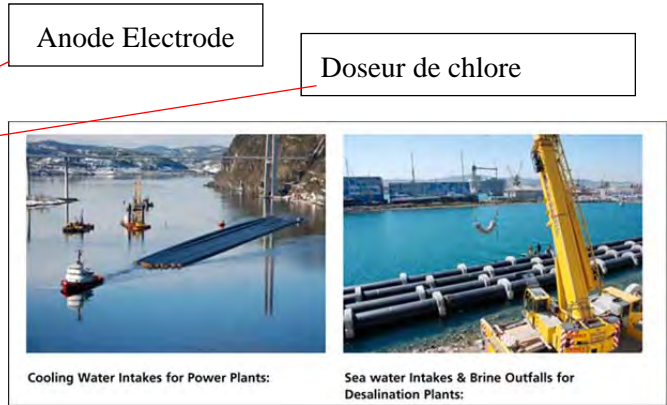 Anode Electrode
Doseur de chlore
Cooling Water Intakes for Power Plants:
Sea water Intakes & Brine Outfalls for
Desalination Plants: